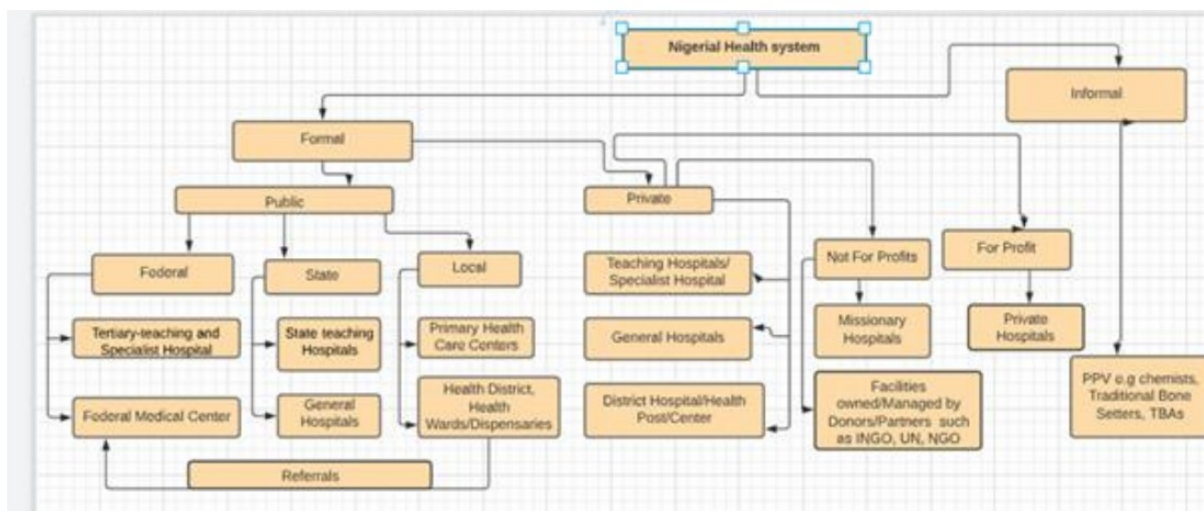 Nigerial Health system
Informal
Formal
Public
Private
Federal
State
Local
Teaching Hospitals/
Specialist Hospital
Not For Profits
For Profit
Tertiary-teaching and
Specialist Hospital
State teaching
Hospitals
Primary Health
Care Centers
General Hospitals
Missionary
Hospitals
Private
Hospitals
Federal Medical Center
General
Hospitals
Health District,
Health
Wards/Dispensaries
District Hospital/Health
Post/Center
Facilities
owned/Managed by
Donors/Partners such
as INGO, UN, NGO
PPV e.g chemists,
Traditional Bone
Setters, TBAs
Referrals